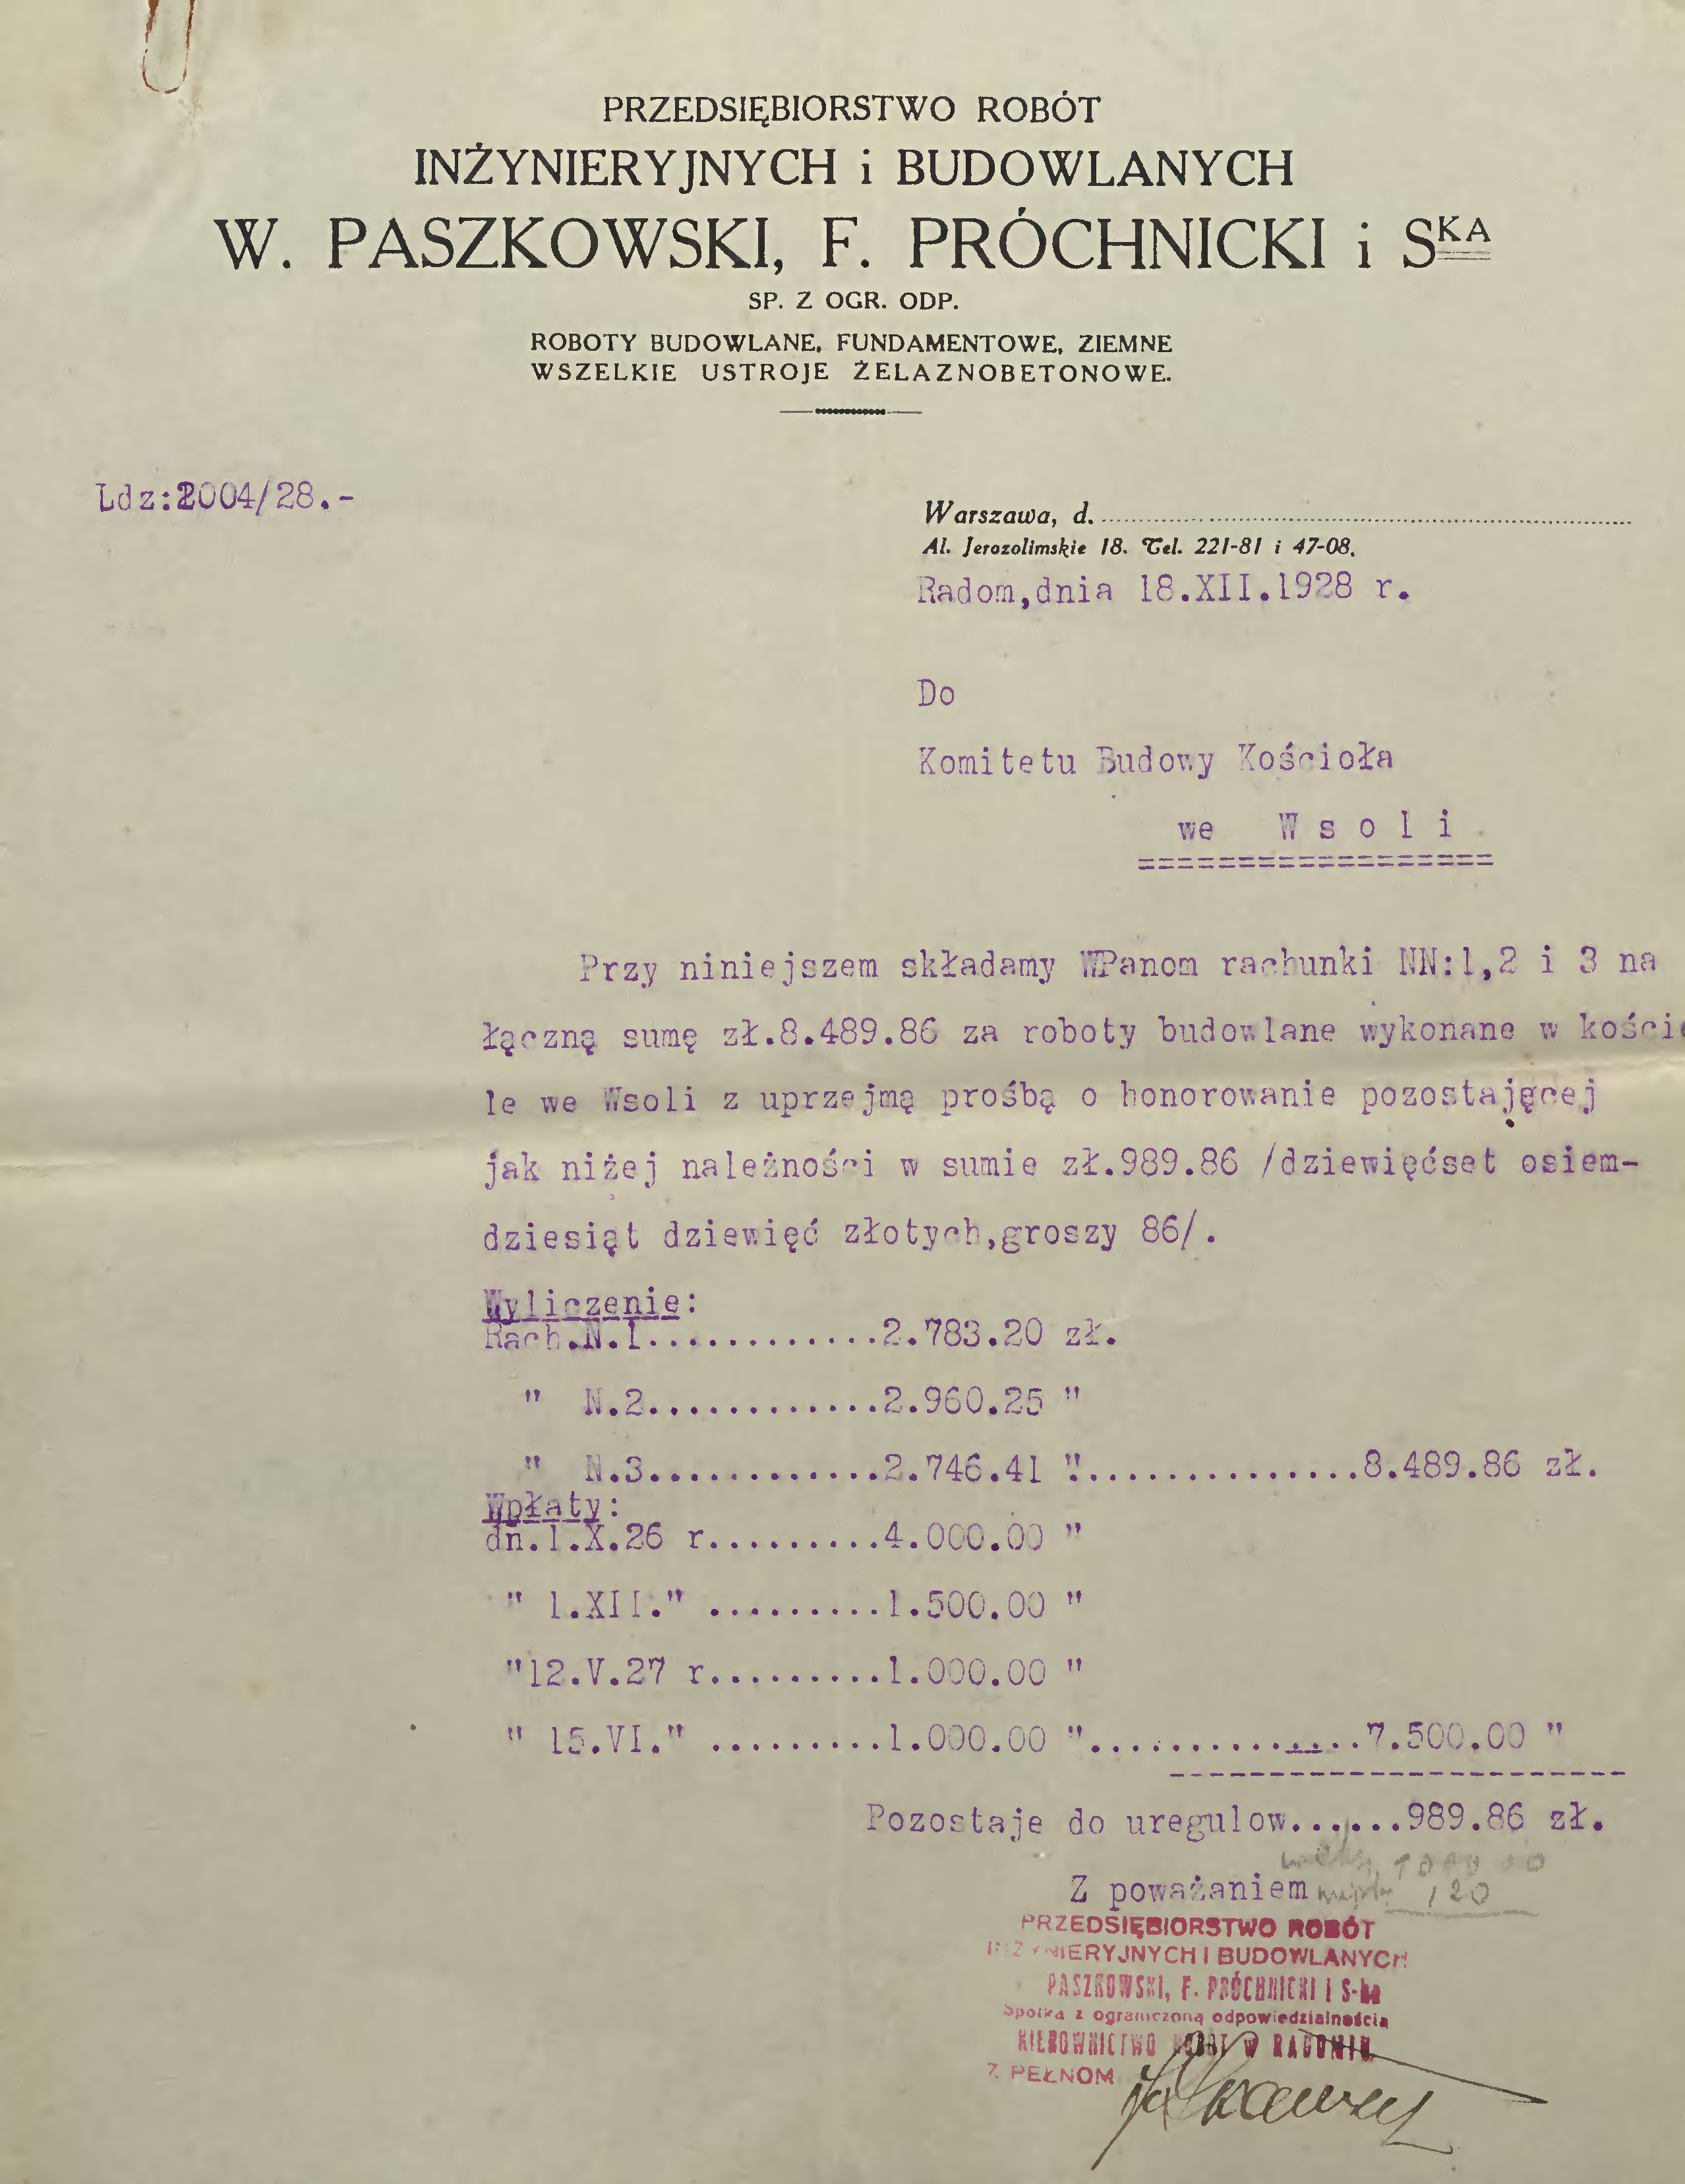 PRZEDSIĘBIORSTWO ROBÓT
INŻYNIERYJNYCH i BUDOWLANYCH
W. PASZKOWSKI, F. PRÓCHNICKI i SKA
SP. Z OGR. ODP.
ROBOTY BUDOWLANE, FUNDAMENTOWE, ZIEMNE
WSZELKIE USTROJE ŻELAZNOBETONOWE.
Ldz:2004/28.-
Warszawa, d. ..........
Al. Jerozolimskie 18. Tel. 221-81 i 47-08.
Radom,dnia 18.XII.1928 r.
Do
Komitetu Budowy Kościoła
we W s o l i
==================
Przy niniejszem składamy WPanom rachunki NN:1,2 i 3 na
łączną sumę zł.8.489.86 za roboty budowlane wykonane w kości
le we Wsoli z uprzejmą prośbą o honorowanie pozostającej
jak niżej należności w sumie zł.989.86 /dziewięćset osiem-
dziesiąt dziewięć złotych,groszy 86/.
Wyliczenie:
Rach.N.1............2.783.20 zł.
" N.2............2.960.25 "
" N.3............2.746.41 "..............8.489.86 zł.
Wpłaty:
dn.1.X.26 r.........4.000.00 "
" 1.XII." .........1.500.00 "
"12.V.27 r.........1.000.00 "
" 15.VI." .........1.000.00 "..............7.500.00 "
-----------------------
Pozostaje do uregulow......989.86 zł.
Z poważaniem
120
PRZEDSIĘBIORSTWO ROBÓT
INŻYNIERYJNYCH I BUDOWLANYCH
PASZKOWSKI, F. PRÓCHNICKI I S-ka
Spółka z ograniczoną odpowiedzialnością
KIEROWNICTWO ROBÓT W RADOMIU
Z PEŁNOM